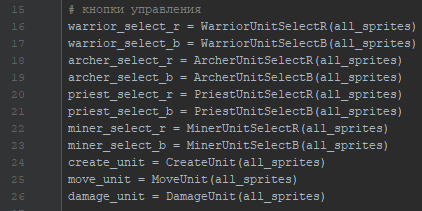 15 # кнопки управления
16 warrior_select_r = WarriorUnitSelectR(all_sprites)
17 warrior_select_b = WarriorUnitSelectB(all_sprites)
18 archer_select_r = ArcherUnitSelectR(all_sprites)
19 archer_select_b = ArcherUnitSelectB(all_sprites)
20 priest_select_r = PriestUnitSelectR(all_sprites)
21 priest_select_b = PriestUnitSelectB(all_sprites)
22 miner_select_r = MinerUnitSelectR(all_sprites)
23 miner_select_b = MinerUnitSelectB(all_sprites)
24 create_unit = CreateUnit(all_sprites)
25 move_unit = MoveUnit(all_sprites)
26 damage_unit = DamageUnit(all_sprites)